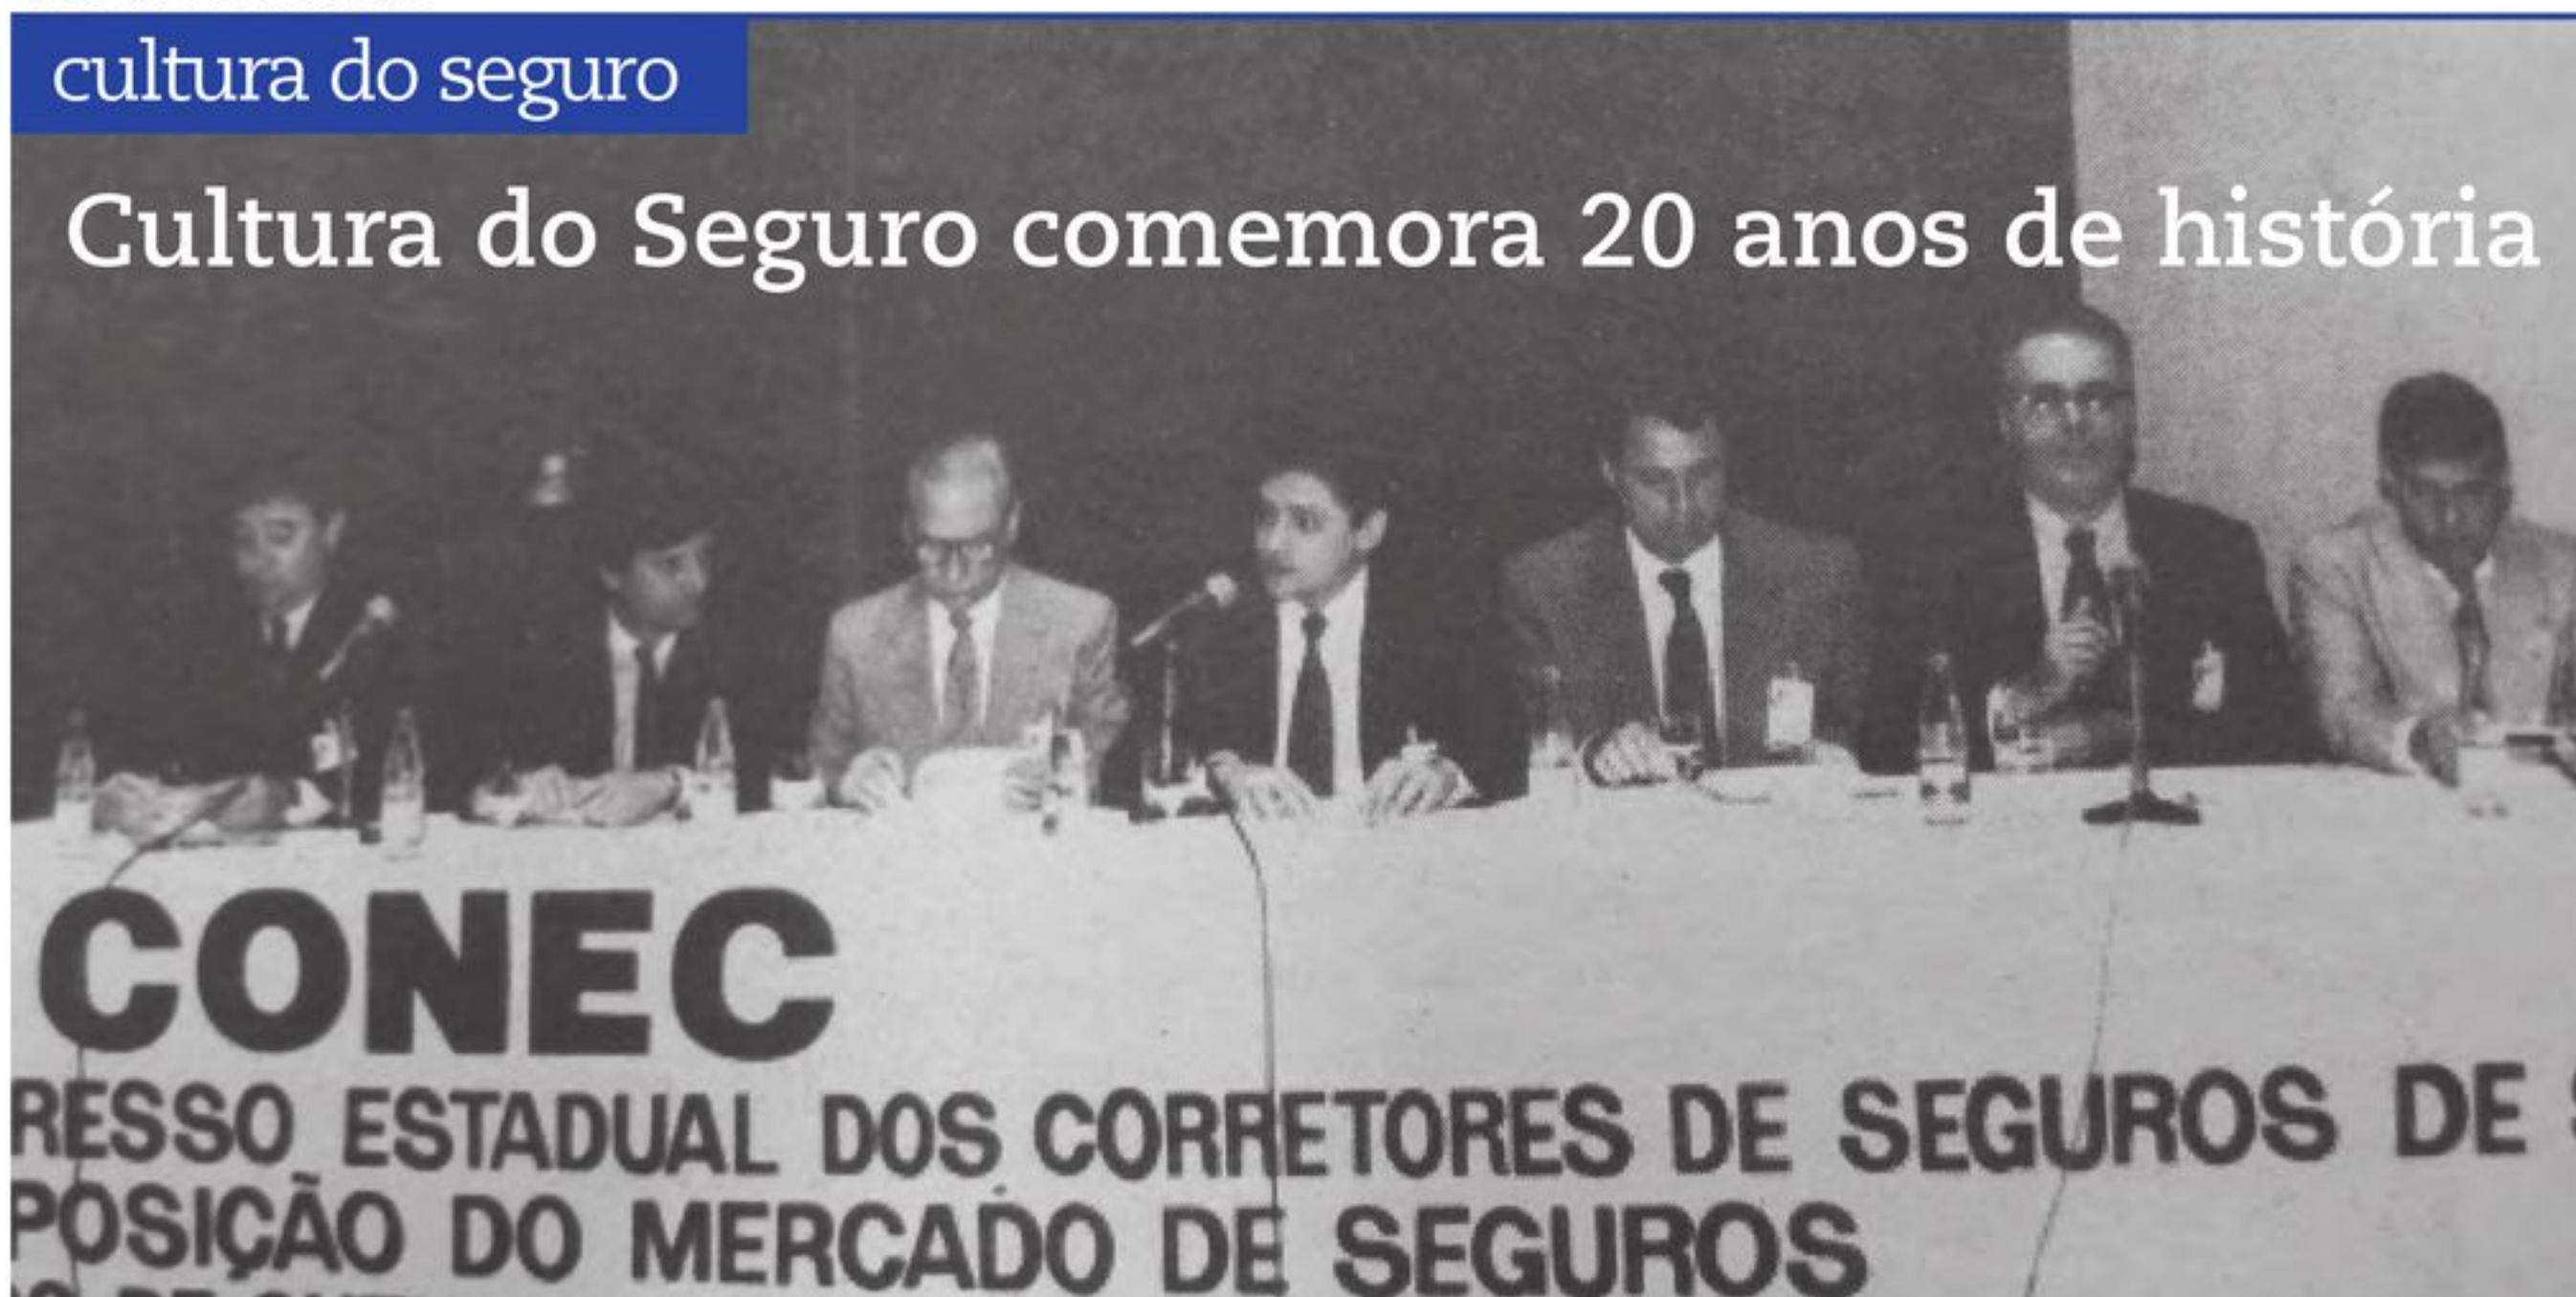 cultura do seguro
Cultura do Seguro comemora 20 anos de história
CONEC
RESSO ESTADUAL DOS CORRETORES DE SEGUROS DE
POSIÇÃO DO MERCADO DE SEGUROS